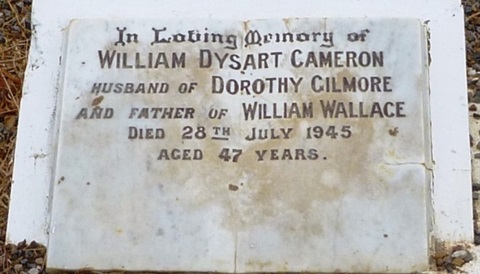 In Loving Memory of
WILLIAM DYSART CAMERON
HUSBAND OF DOROTHY GILMORE
AND FATHER OF WILLIAM WALLACE
DIED 28TH JULY 1945
AGED 47 YEARS.